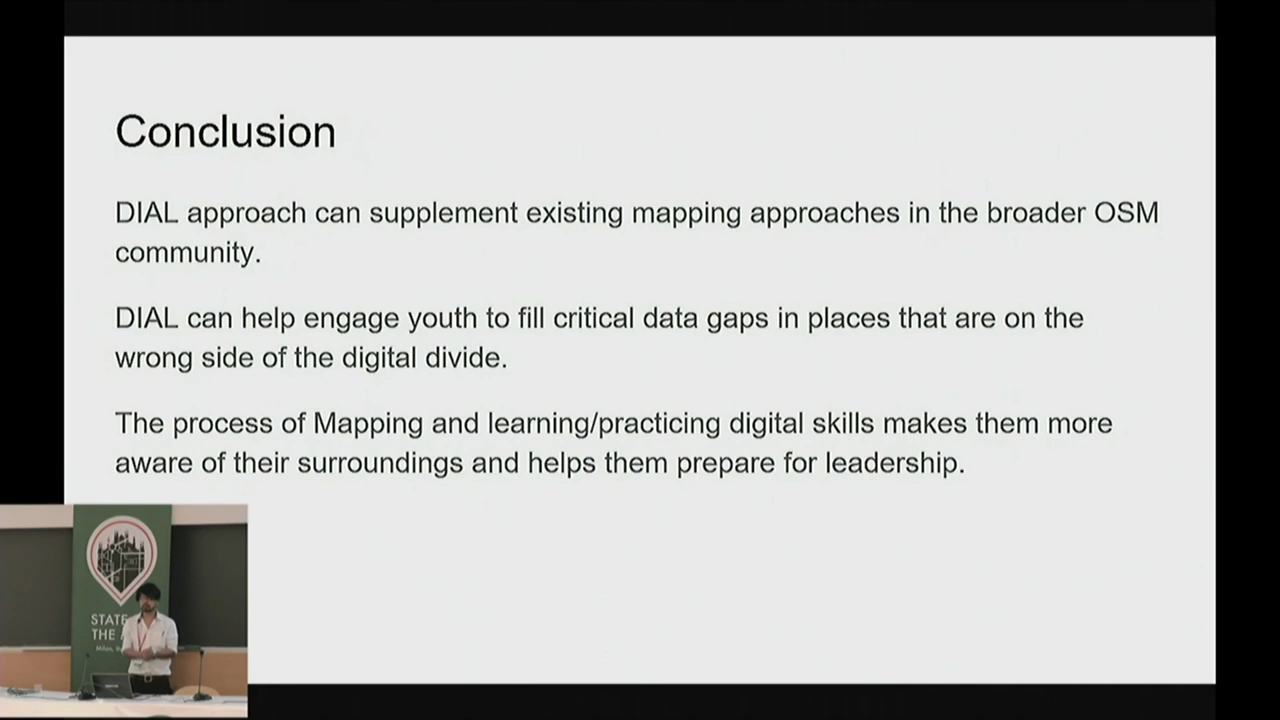 Conclusion
DIAL approach can supplement existing mapping approaches in the broader OSM
community.
DIAL can help engage youth to fill critical data gaps in places that are on the
wrong side of the digital divide.
The process of Mapping and learning/practicing digital skills makes them more
aware of their surroundings and helps them prepare for leadership.
STATE
THE
Milan,